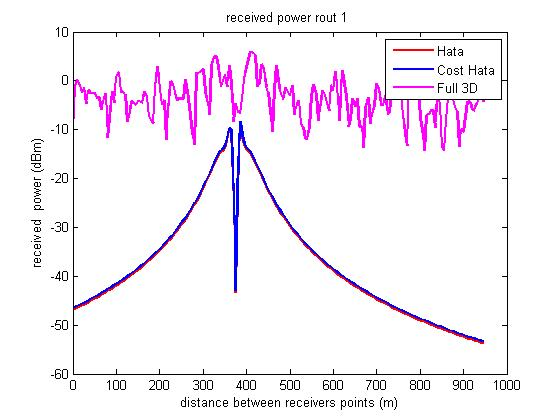 received power rout 1
Hata
Cost Hata
Full 3D
received power (dBm)
10
0
-10
-20
-30
-40
-50
-60
0 100 200 300 400 500 600 700 800 900 1000
distance between receivers points (m)